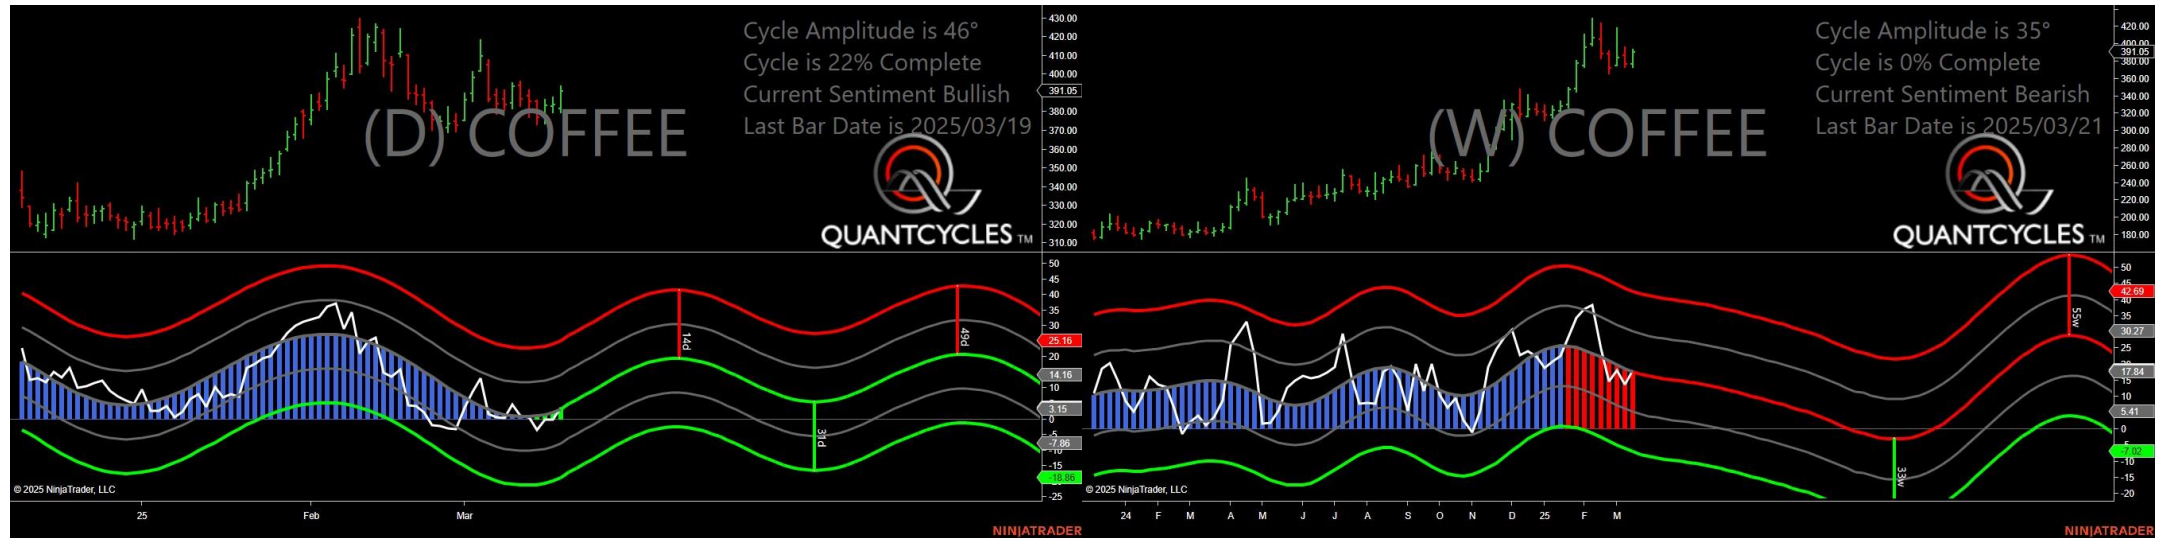 Cycle Amplitude is 46°
Cycle is 22% Complete
Current Sentiment Bullish
Last Bar Date is 2025/03/19
(D) COFFEE
QUANTCYCLES TM
430.00
420.00
410.00
400.00
391.05
380.00
370.00
360.00
350.00
340.00
330.00
320.00
310.00
50
45
40
35
30
25.16
20
14.16
10
3.15
0
-5
-7.86
-10
-15
-18.86
-25
14d
31d
49d
© 2025 NinjaTrader, LLC
25
Feb
Mar
NINJATRADER
Cycle Amplitude is 35°
Cycle is 0% Complete
Current Sentiment Bearish
Last Bar Date is 2025/03/21
(W) COFFEE
QUANTCYCLES TM
420.00
400.00
391.05
380.00
360.00
340.00
320.00
300.00
280.00
260.00
240.00
220.00
200.00
180.00
50
45
42.69
40
35
30.27
25
20
17.84
15
10
5.41
0
-5
-7.02
-10
-15
-20
33w
55w
© 2025 NinjaTrader, LLC
24
F
M
A
M
J
J
A
S
O
N
D
25
F
M
NINJATRADER